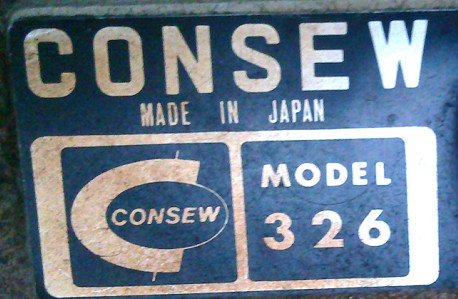 CONSEW
MADE IN JAPAN
CONSEW
MODEL
326